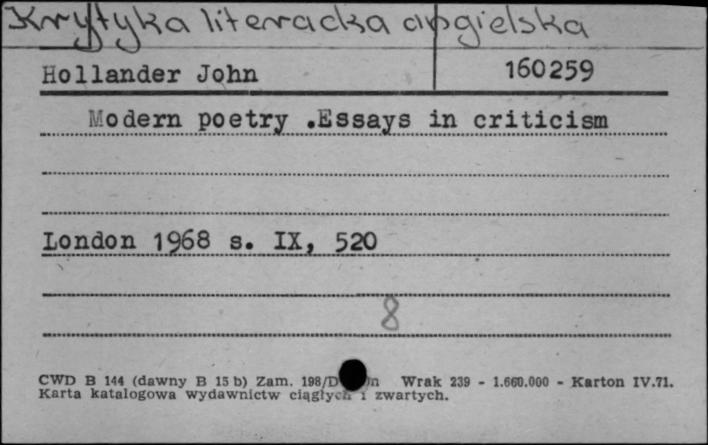 Krytyka literacka angielska
Hollander John 160259
Modern poetry .Essays in criticism
London 1968 s. IX, 520
8
CWD B 144 (dawny B 15 b) Zam. 198/D Wrak 239 - 1.660.000 - Karton IV.71.
Karta katalogowa wydawnictw ciągłych i zwartych.